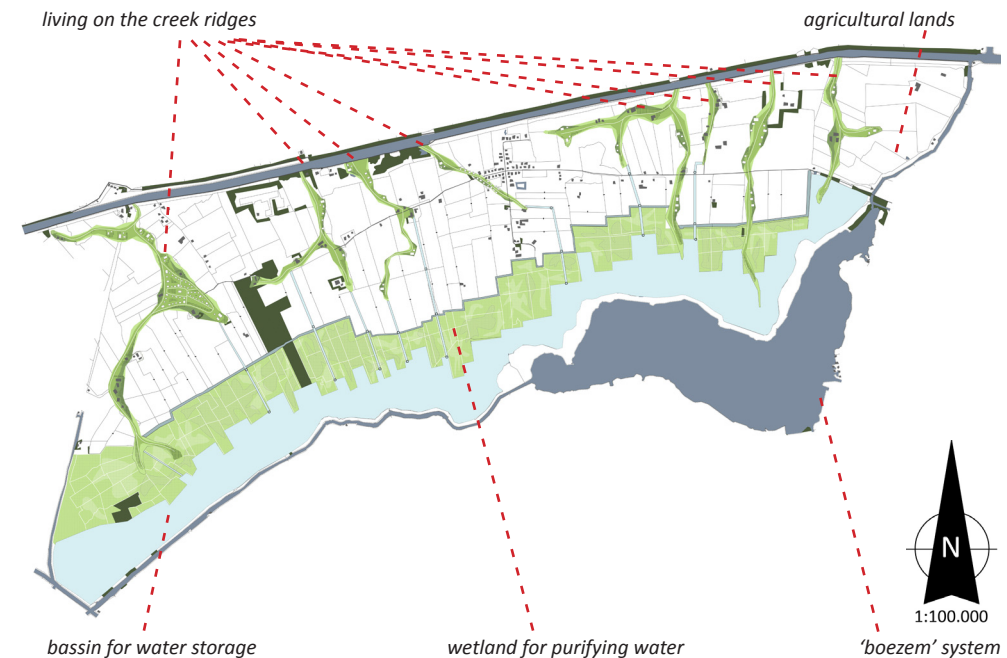 living on the creek ridges
agricultural lands
N
1:100.000
bassin for water storage
wetland for purifying water
‘boezem’ system